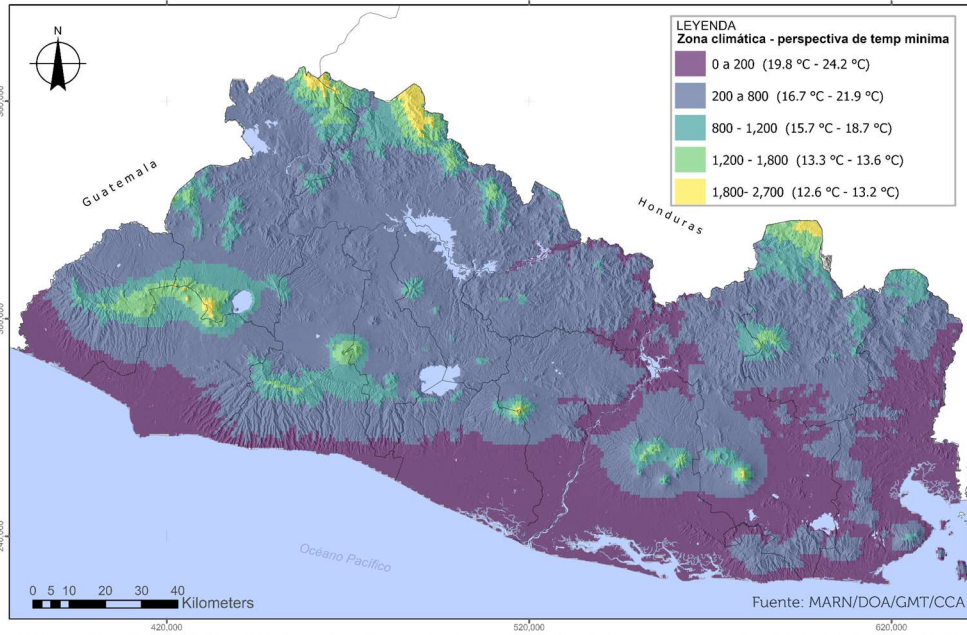 LEYENDA
Zona climática - perspectiva de temp minima
0 a 200 (19.8 °C - 24.2 °C)
200 a 800 (16.7 °C - 21.9 °C)
800 - 1,200 (15.7 °C - 18.7 °C)
1,200 - 1,800 (13.3 °C - 13.6 °C)
1,800- 2,700 (12.6 °C - 13.2 °C)
N
Guatemala
Honduras
Océano Pacífico
0 5 10 20 30 40
Kilometers
Fuente: MARN/DOA/GMT/CCA
420,000
520,000
620,000